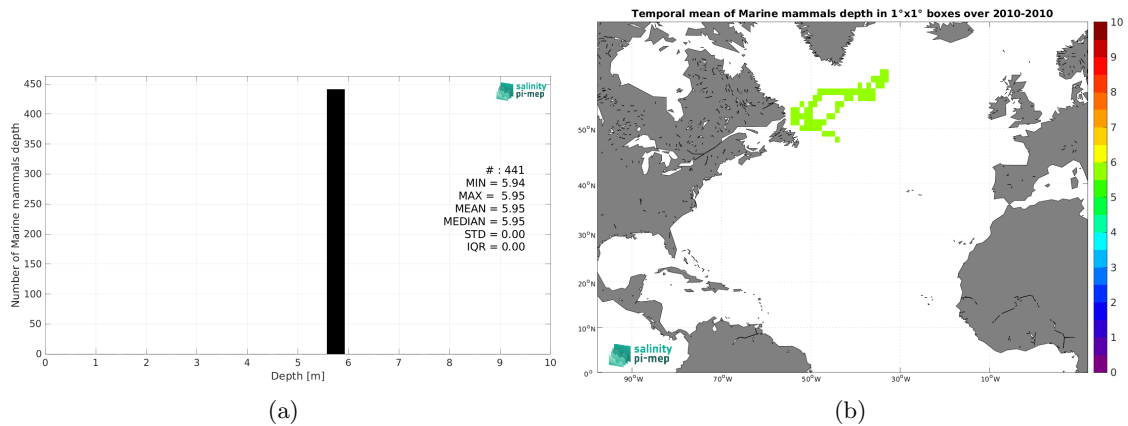 450
400
350
300
250
200
150
100
50
0
Number of Marine mammals depth
salinity
pi-mep
# : 441
MIN = 5.94
MAX = 5.95
MEAN = 5.95
MEDIAN = 5.95
STD = 0.00
IQR = 0.00
0 1 2 3 4 5 6 7 8 9 10
Depth [m]
(a)
Temporal mean of Marine mammals depth in 1°x1° boxes over 2010-2010
50°N
40°N
30°N
20°N
10°N
0°
90°W 70°W 50°W 30°W 10°W
salinity
pi-mep
10
9
8
7
6
5
4
3
2
1
0
(b)